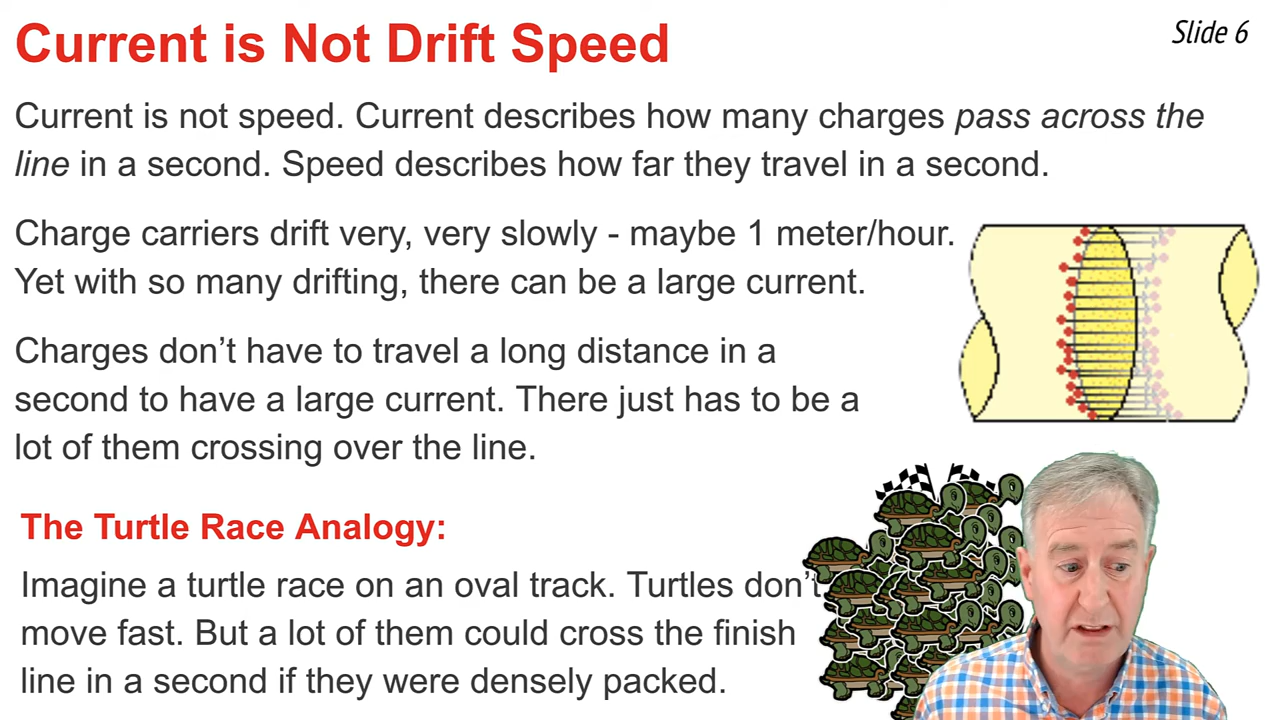 Current is Not Drift Speed
Slide 6
Current is not speed. Current describes how many charges pass across the
line in a second. Speed describes how far they travel in a second.
Charge carriers drift very, very slowly - maybe 1 meter/hour.
Yet with so many drifting, there can be a large current.
Charges don’t have to travel a long distance in a
second to have a large current. There just has to be a
lot of them crossing over the line.
The Turtle Race Analogy:
Imagine a turtle race on an oval track. Turtles don’t
move fast. But a lot of them could cross the finish
line in a second if they were densely packed.